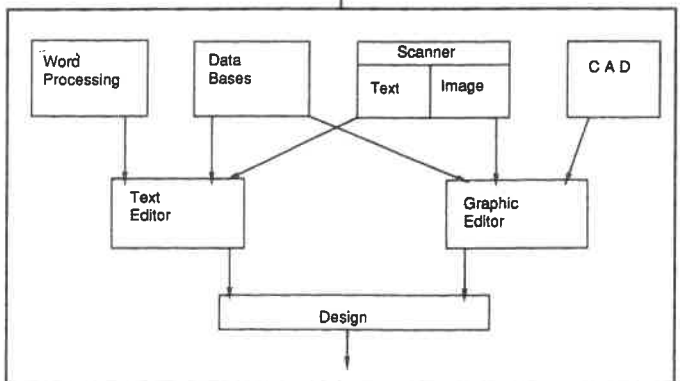 Word
Processing
Data
Bases
Scanner
Text
Image
C A D
Text
Editor
Graphic
Editor
Design